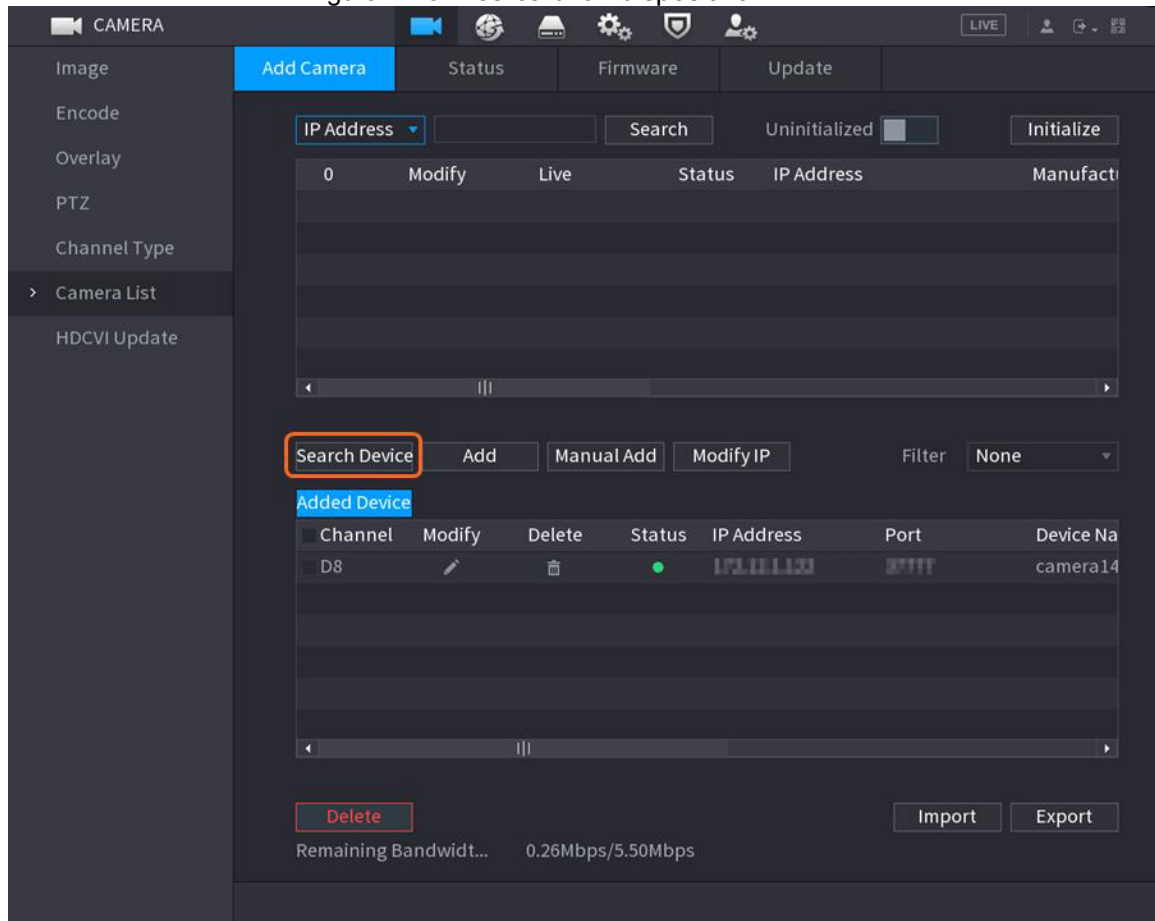 CAMERA LIVE
Image Add Camera Status Firmware Update
Encode
IP Address Search Uninitialized Initialize
Overlay
0 Modify Live Status IP Address
PTZ
Channel Type
> Camera List
HDCVI Update
Search Device Add Manual Add Modify IP Filter None
Added Device
Channel Modify Delete Status IP Address Port Device Na
D8 camera14
Delete Import Export
Remaining Bandwidt... 0.26Mbps/5.50Mbps